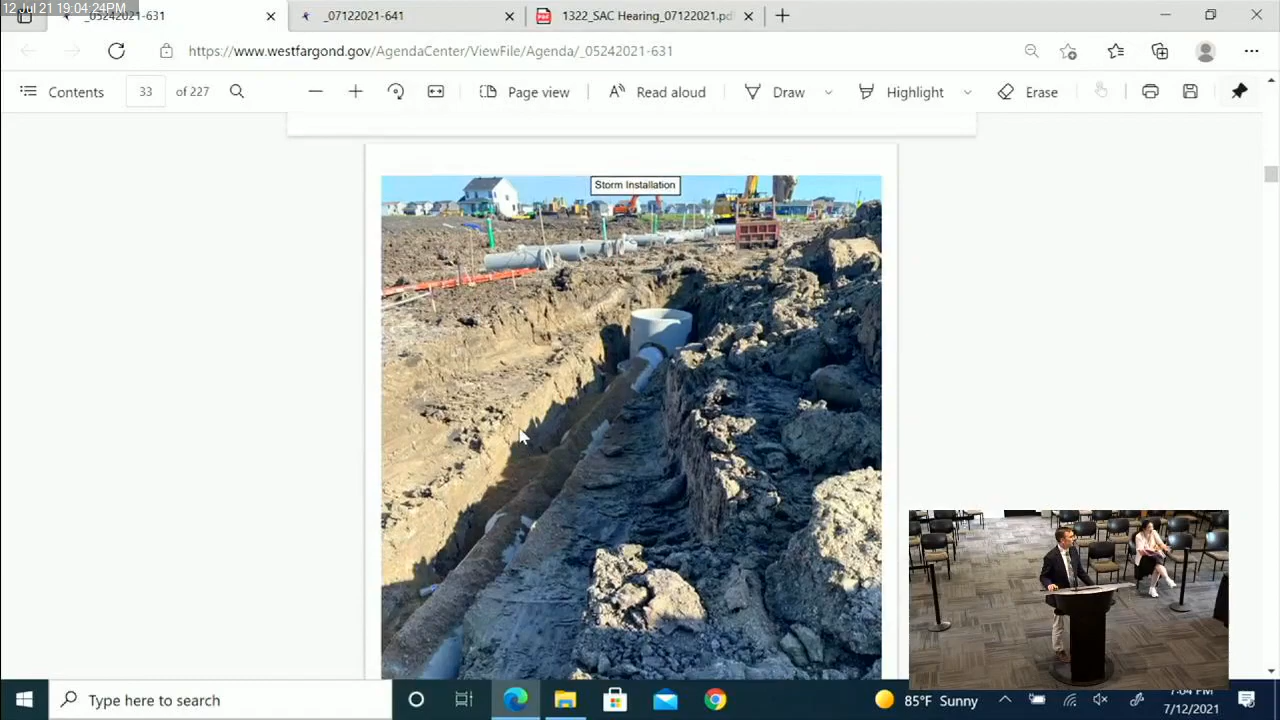 12 Jul 21 19:04:24PM
_05242021-631
_07122021-641
1322_SAC Hearing_07122021.pd
https://www.westfargond.gov/AgendaCenter/ViewFile/Agenda/_05242021-631
Contents
33
of 227
Page view
Read aloud
Draw
Highlight
Erase
Storm Installation
Type here to search
85°F Sunny
7:04 PM
7/12/2021